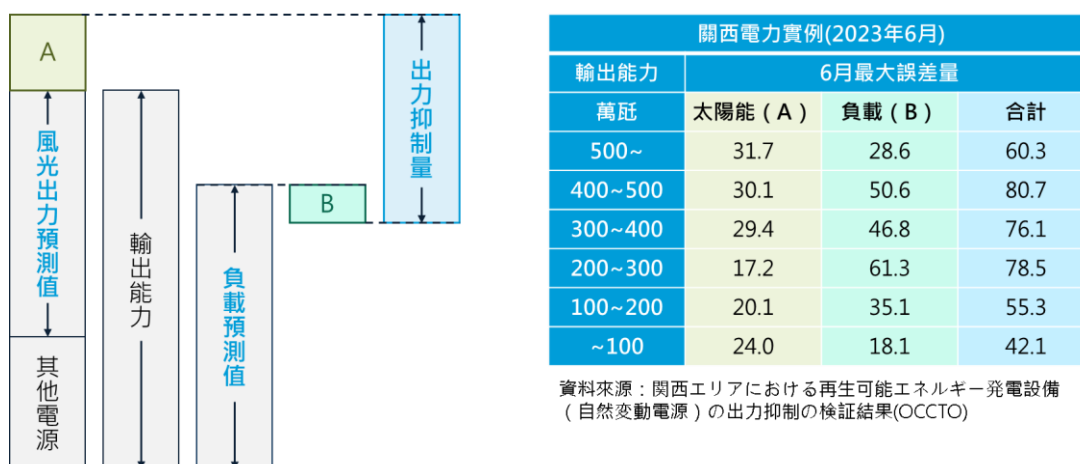 A
風光出力預測值
其他電源
輸出能力
負載預測值
B
出力抑制量
關西電力實例(2023年6月)
輸出能力 6月最大誤差量
萬瓩 太陽能(A) 負載(B) 合計
500~ 31.7 28.6 60.3
400~500 30.1 50.6 80.7
300~400 29.4 46.8 76.1
200~300 17.2 61.3 78.5
100~200 20.1 35.1 55.3
~100 24.0 18.1 42.1
資料來源:関西エリアにおける再生可能エネルギー発電設備
(自然変動電源)の出力抑制の検証結果(OCCTO)